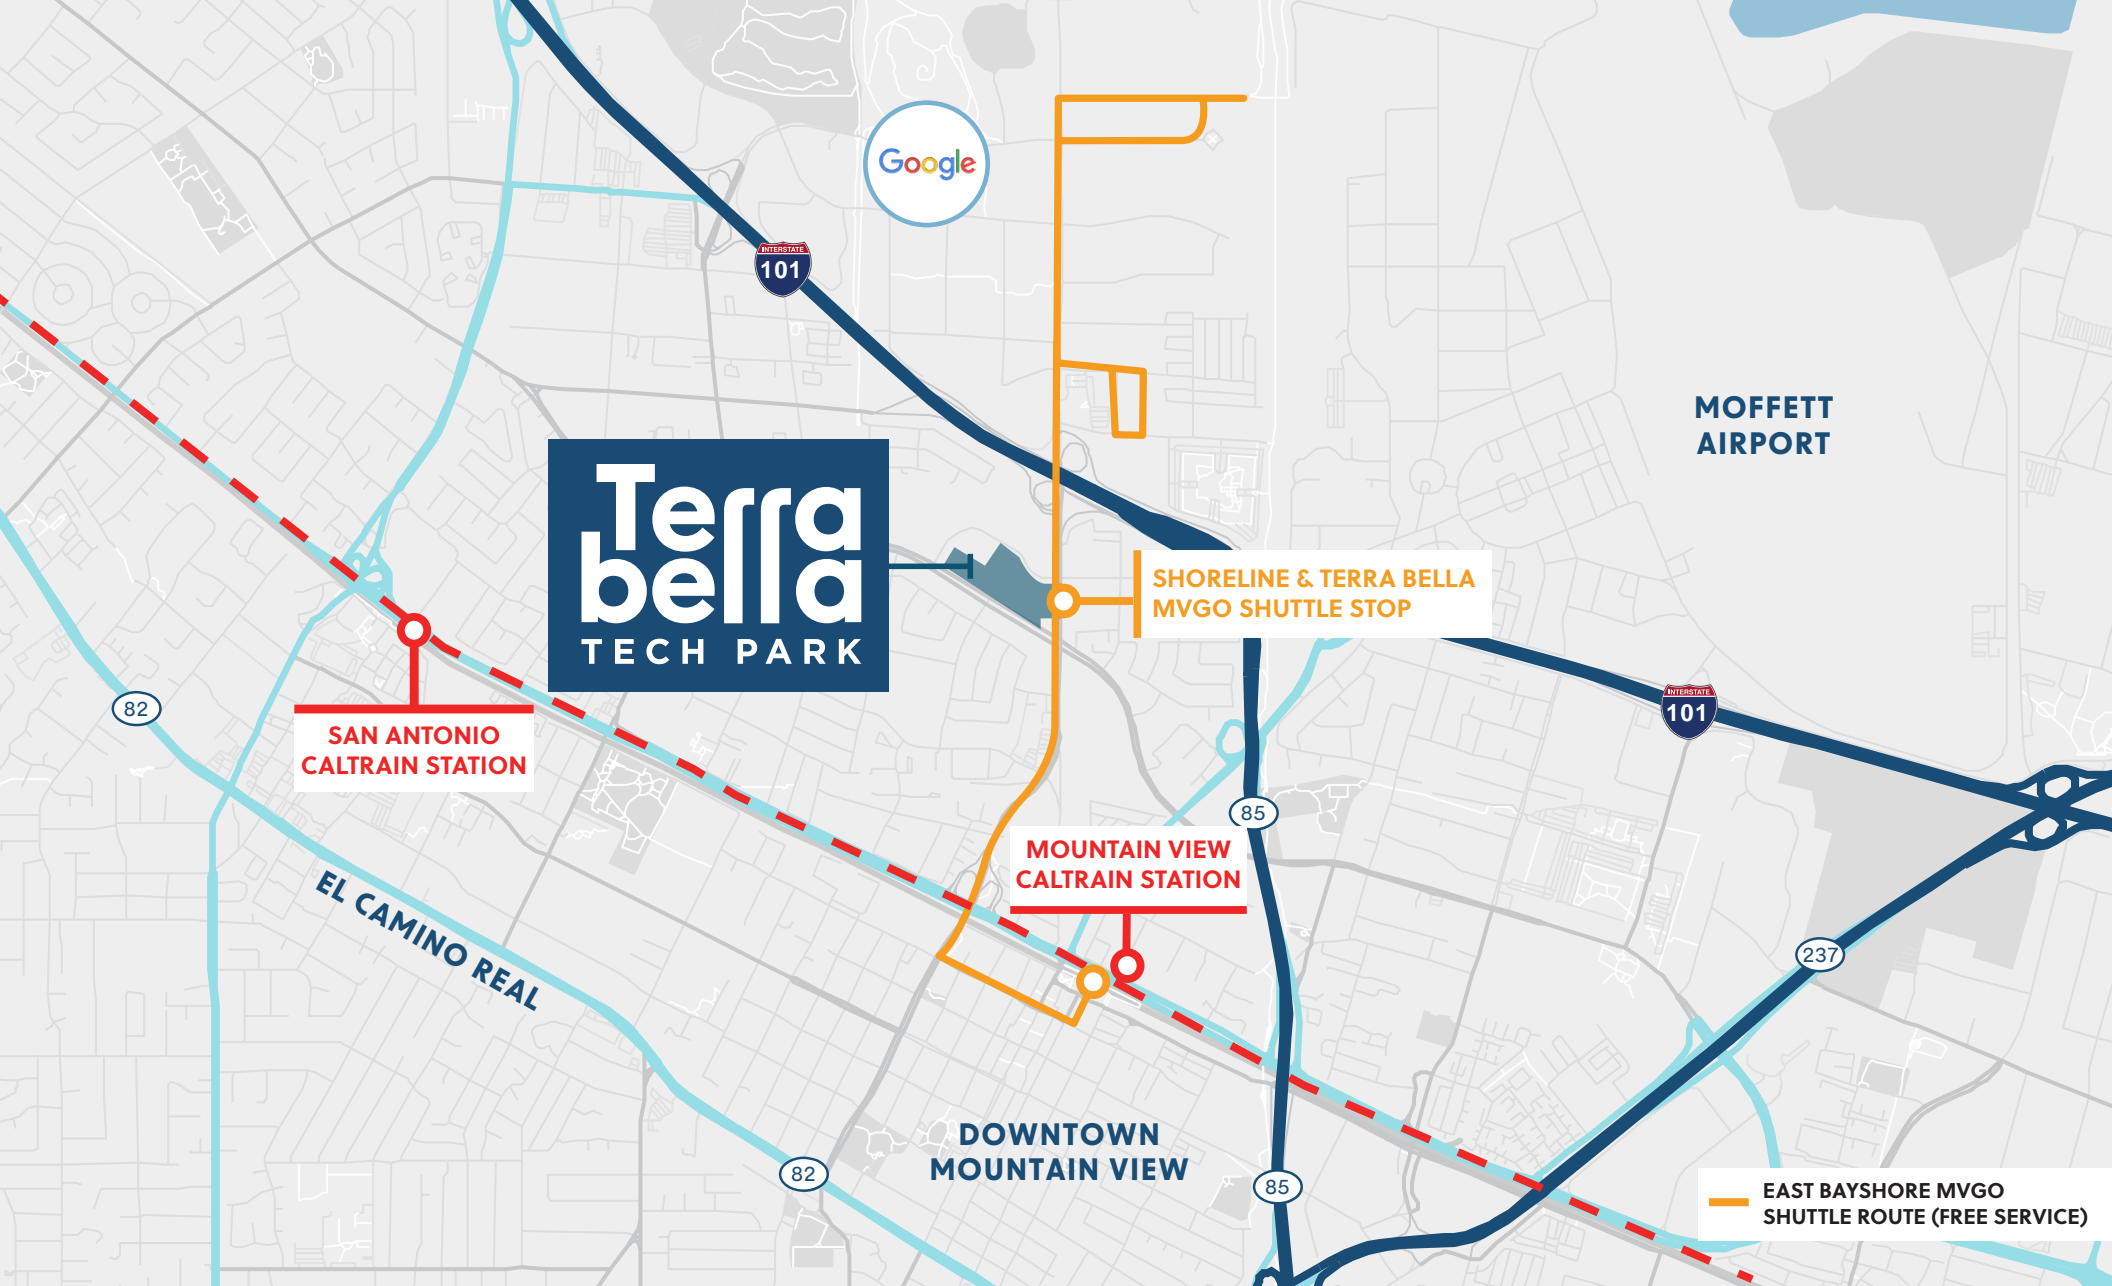 Google
INTERSTATE
101
MOFFETT
AIRPORT
Terra
bella
TECH PARK
SHORELINE & TERRA BELLA
MVGO SHUTTLE STOP
82
SAN ANTONIO
CALTRAIN STATION
INTERSTATE
101
85
MOUNTAIN VIEW
CALTRAIN STATION
EL CAMINO REAL
237
DOWNTOWN
MOUNTAIN VIEW
82
85
EAST BAYSHORE MVGO
SHUTTLE ROUTE (FREE SERVICE)